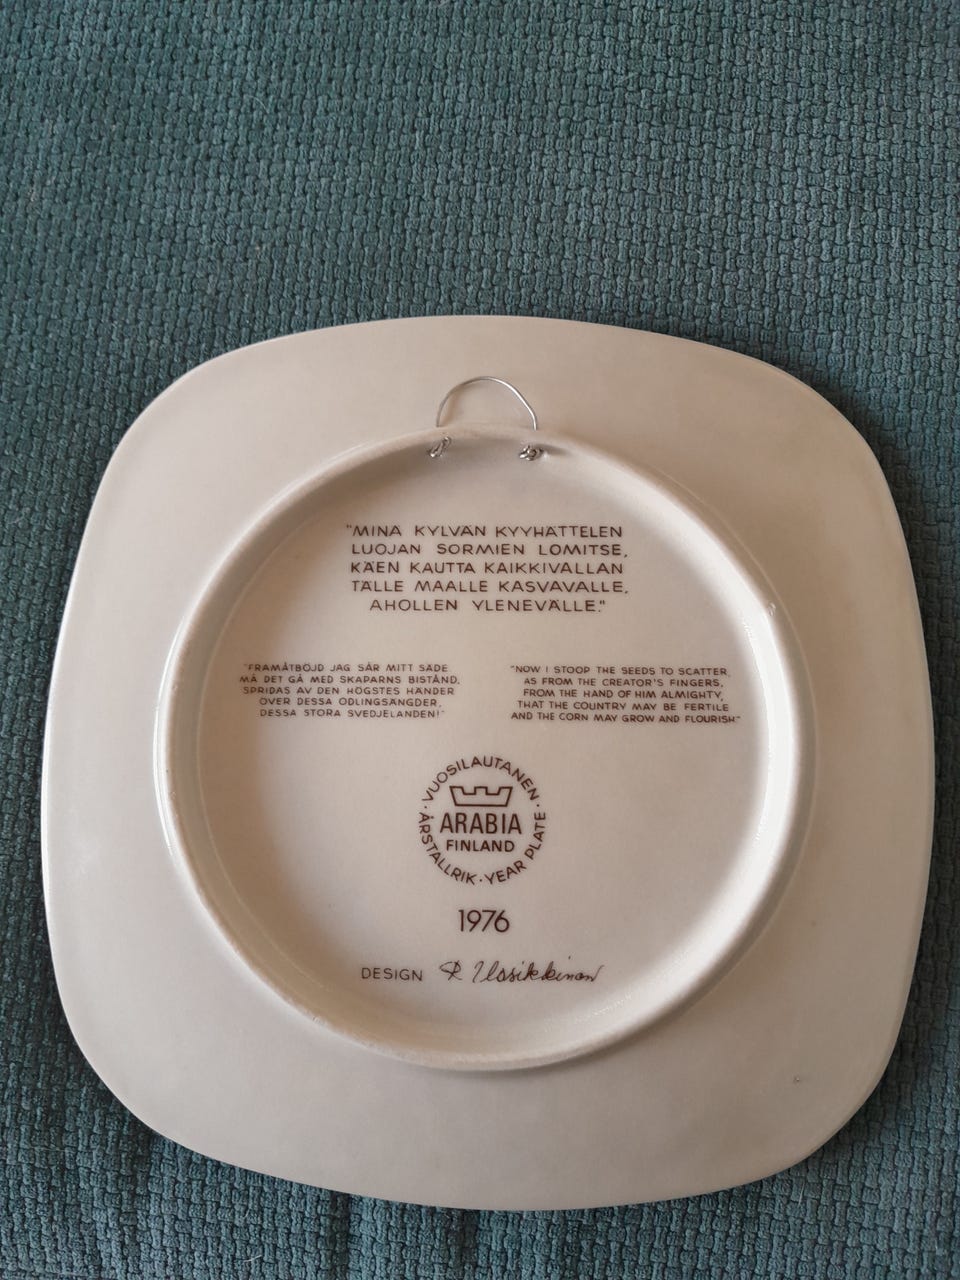 "MINÄ KYLVÄN KYYHÄTTELEN
LUOJAN SORMIEN LOMITSE,
KÄEN KAUTTA KAIKKIVALLAN
TÄLLE MAALLE KASVAVALLE,
AHOLLEN YLENEVÄLLE."
"FRAMÅTBÖJD JAG SÅR MITT SÄDE.
MÅ DET GÅ MED SKAPARNS BISTÅND,
SPRIDAS AV DEN HÖGSTES HÄNDER
ÖVER DESSA ODLINGSÄNGDER,
DESSA STORA SVEDJELANDEN!"
"NOW I STOOP THE SEEDS TO SCATTER,
AS FROM THE CREATOR'S FINGERS,
FROM THE HAND OF HIM ALMIGHTY,
THAT THE COUNTRY MAY BE FERTILE
AND THE CORN MAY GROW AND FLOURISH."
· VUOSILAUTANEN ·
ARABIA
FINLAND
ÅRSTALLRIK · YEAR PLATE
1976
DESIGN R Uosikkinen